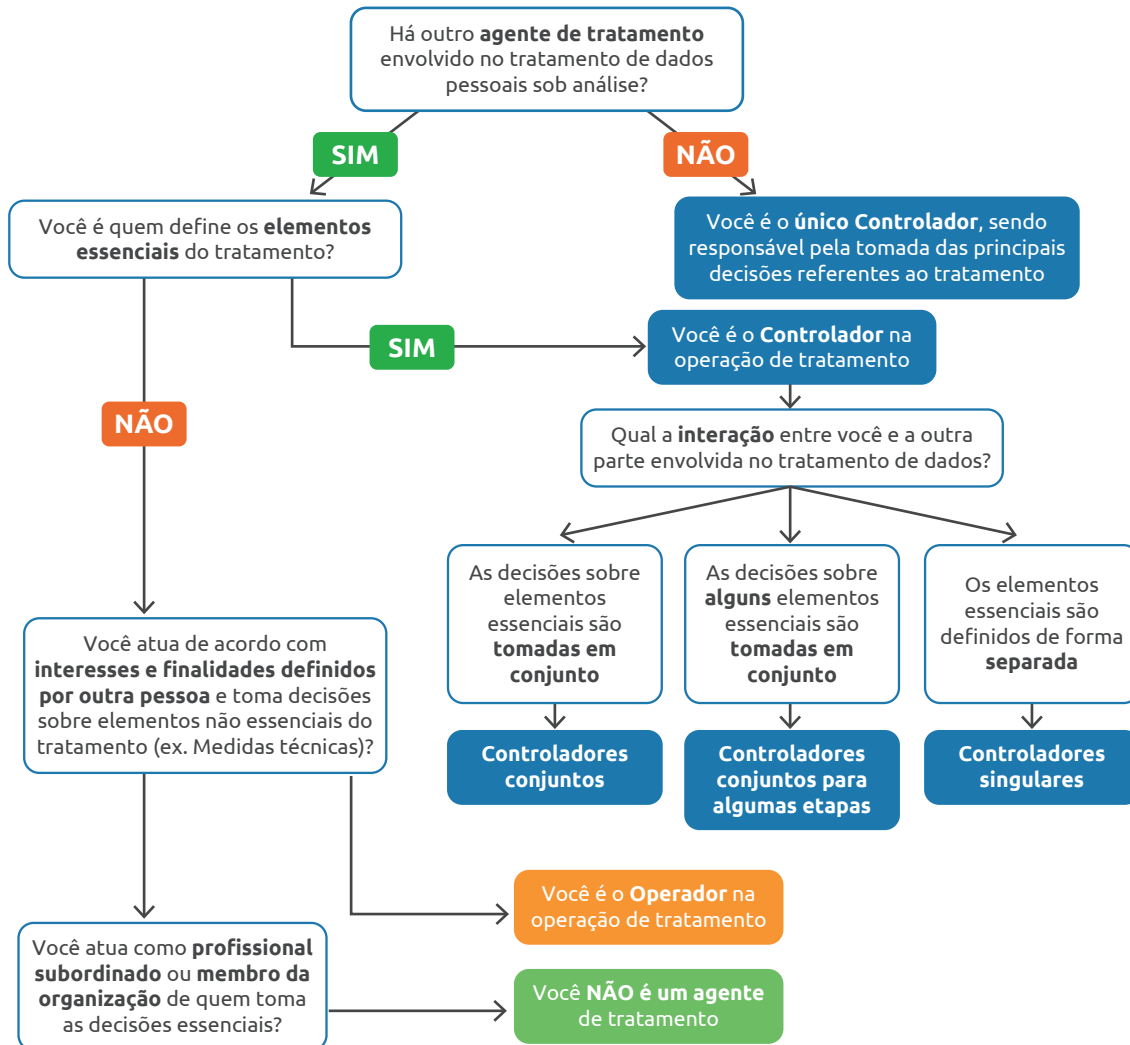 Há outro agente de tratamento
envolvido no tratamento de dados
pessoais sob análise?
SIM
NÃO
Você é quem define os elementos
essenciais do tratamento?
Você é o único Controlador, sendo
responsável pela tomada das principais
decisões referentes ao tratamento
SIM
Você é o Controlador na
operação de tratamento
NÃO
Qual a interação entre você e a outra
parte envolvida no tratamento de dados?
As decisões sobre
elementos
essenciais são
tomadas em
conjunto
As decisões sobre
alguns elementos
essenciais são
tomadas em
conjunto
Os elementos
essenciais são
definidos de forma
separada
Você atua de acordo com
interesses e finalidades definidos
por outra pessoa e toma decisões
sobre elementos não essenciais do
tratamento (ex. Medidas técnicas)?
Controladores
conjuntos
Controladores
conjuntos para
algumas etapas
Controladores
singulares
Você é o Operador na
operação de tratamento
Você atua como profissional
subordinado ou membro da
organização de quem toma
as decisões essenciais?
Você NÃO é um agente
de tratamento